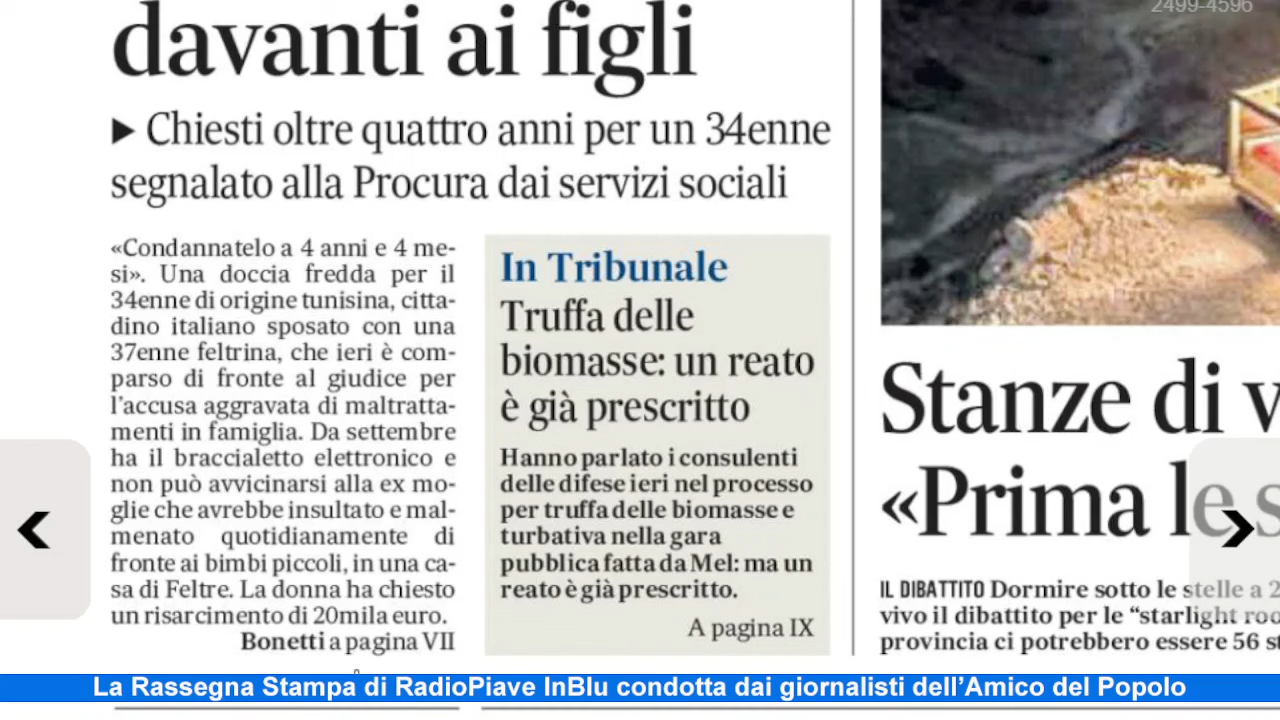 2499-4596
davanti ai figli
▶ Chiesti oltre quattro anni per un 34enne
segnalato alla Procura dai servizi sociali
«Condannatelo a 4 anni e 4 me-
si». Una doccia fredda per il
34enne di origine tunisina, citta-
dino italiano sposato con una
37enne feltrina, che ieri è com-
parso di fronte al giudice per
l'accusa aggravata di maltratta-
menti in famiglia. Da settembre
ha il braccialetto elettronico e
non può avvicinarsi alla ex mo-
glie che avrebbe insultato e mal-
menato quotidianamente di
fronte ai bimbi piccoli, in una ca-
sa di Feltre. La donna ha chiesto
un risarcimento di 20mila euro.
Bonetti a pagina VII
In Tribunale
Truffa delle
biomasse: un reato
è già prescritto
Hanno parlato i consulenti
delle difese ieri nel processo
per truffa delle biomasse e
turbativa nella gara
pubblica fatta da Mel: ma un
reato è già prescritto.
A pagina IX
Stanze di v
«Prima le s
IL DIBATTITO Dormire sotto le stelle a 2
vivo il dibattito per le “starlight roo
provincia ci potrebbero essere 56 st
La Rassegna Stampa di RadioPiave InBlu condotta dai giornalisti dell’Amico del Popolo